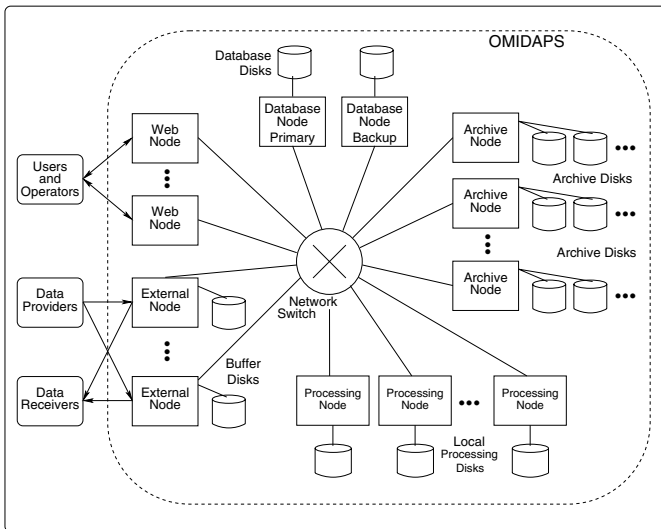 OMIDAPS
Database
Disks
Database
Node
Primary
Database
Node
Backup
Web
Node
Web
Node
Users
and
Operators
Archive
Node
Archive Disks
Archive
Node
Archive Disks
Archive
Node
Data
Providers
External
Node
Network
Switch
Data
Receivers
External
Node
Buffer
Disks
Processing
Node
Processing
Node
Processing
Node
Local
Processing
Disks